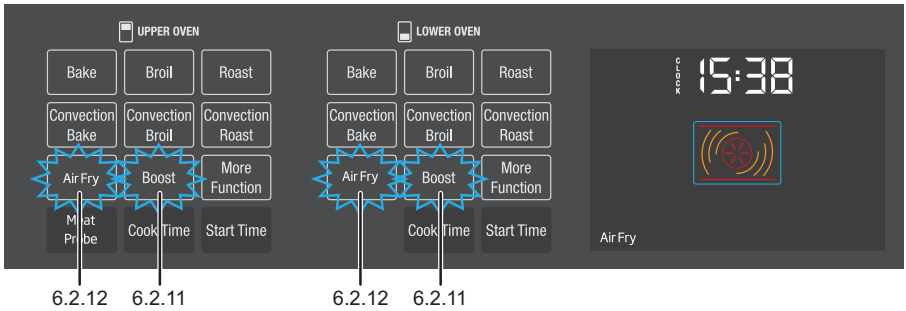 UPPER OVEN
Bake
Broil
Roast
Convection
Bake
Convection
Broil
Convection
Roast
Air Fry
Boost
More
Function
Meat
Probe
Cook Time
Start Time
6.2.12
6.2.11
LOWER OVEN
Bake
Broil
Roast
Convection
Bake
Convection
Broil
Convection
Roast
Air Fry
Boost
More
Function
Cook Time
Start Time
6.2.12
6.2.11
CLOCK
15:38
Air Fry